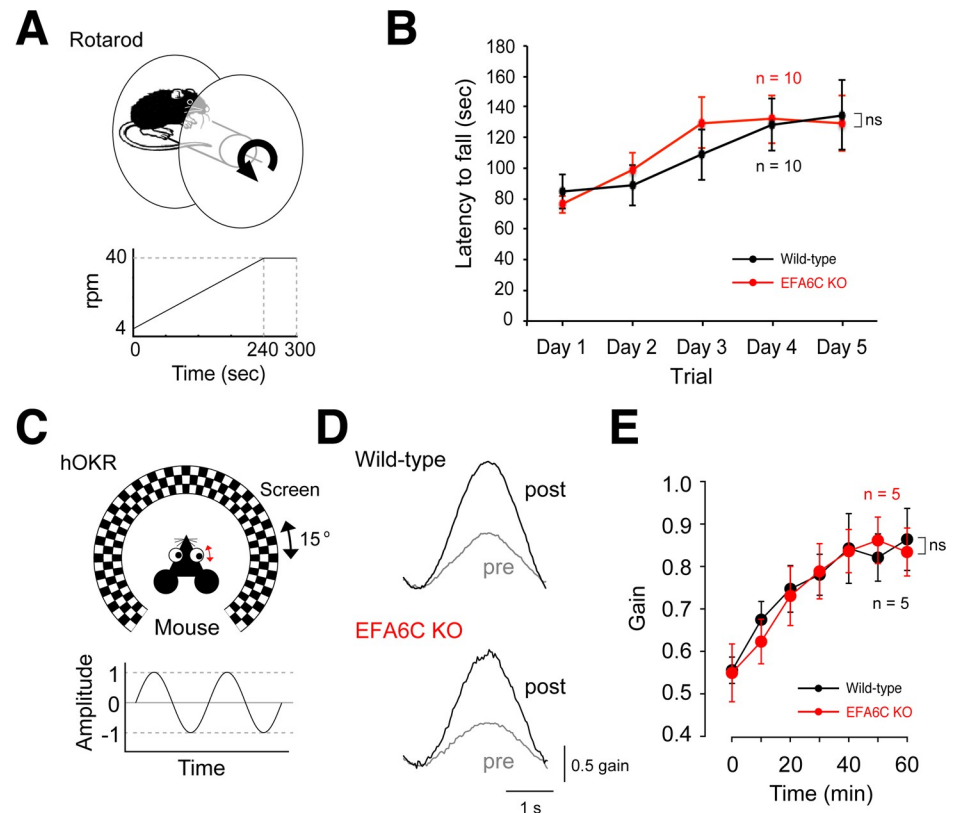 A
Rotarod
40
rpm
4
0
240 300
Time (sec)
B
180
160
140
120
100
80
60
40
20
0
Latency to fall (sec)
n = 10
ns
n = 10
Wild-type
EFA6C KO
Day 1 Day 2 Day 3 Day 4 Day 5
Trial
C
hOKR
Screen
15 °
Mouse
Amplitude
1
0
-1
Time
D
Wild-type
post
pre
EFA6C KO
post
pre
0.5 gain
1 s
E
1.0
0.9
0.8
0.7
0.6
0.5
0.4
Gain
n = 5
ns
n = 5
Wild-type
EFA6C KO
0 20 40 60
Time (min)